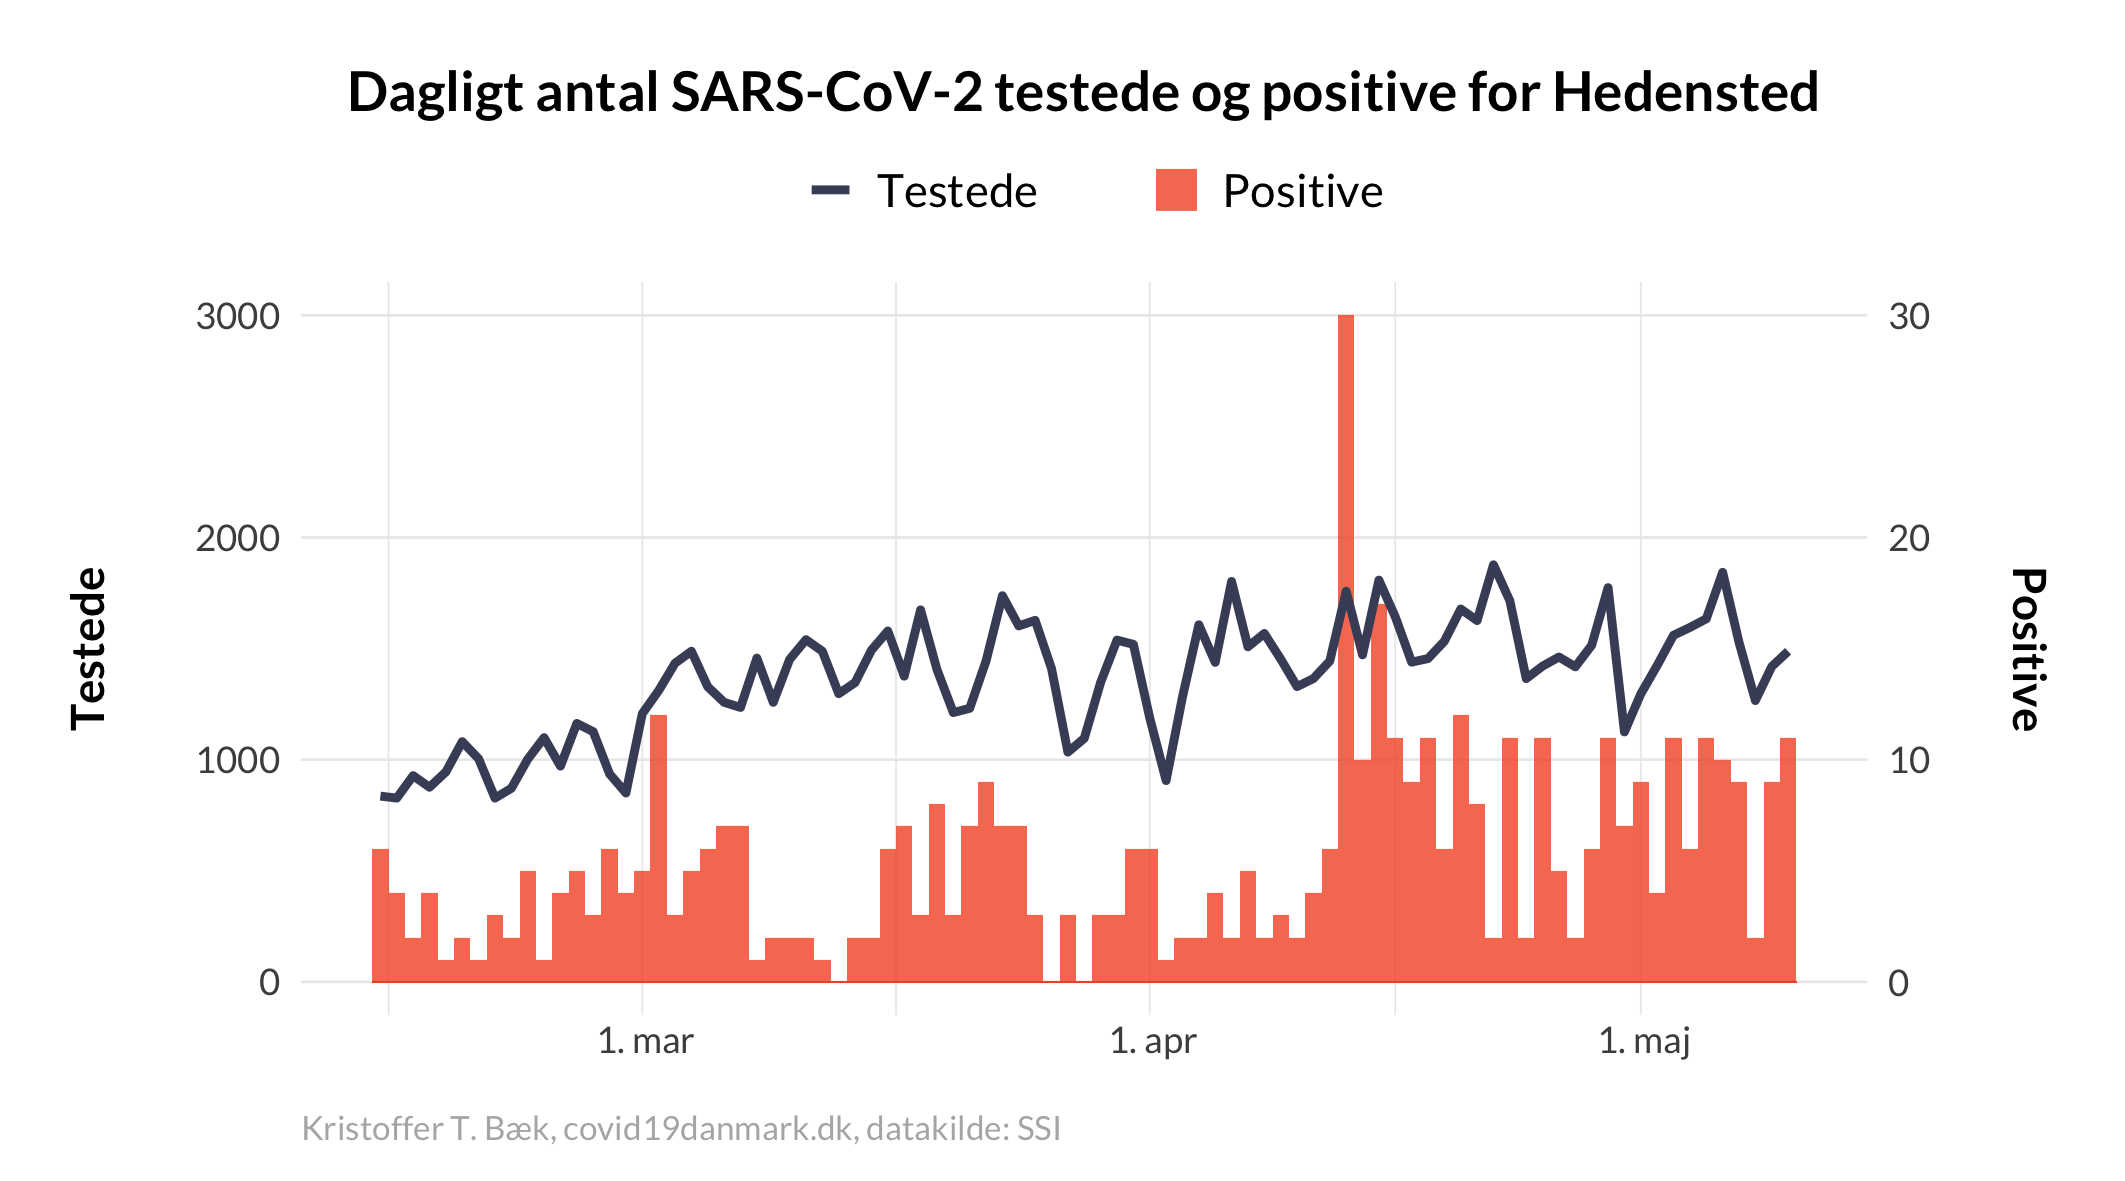 Dagligt antal SARS-CoV-2 testede og positive for Hedensted
Testede Positive
3000 30
2000 20
1000 10
0 0
Testede
Positive
1. mar 1. apr 1. maj
Kristoffer T. Bæk, covid19danmark.dk, datakilde: SSI